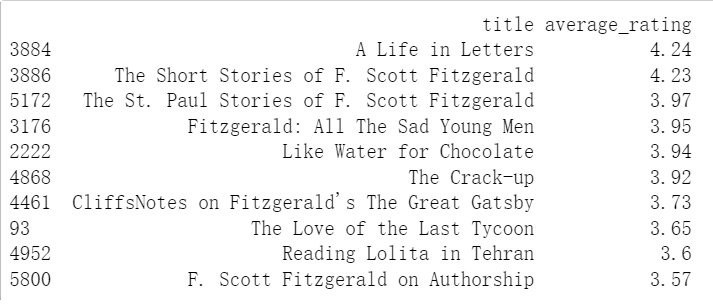 title average_rating
3884 A Life in Letters 4.24
3886 The Short Stories of F. Scott Fitzgerald 4.23
5172 The St. Paul Stories of F. Scott Fitzgerald 3.97
3176 Fitzgerald: All The Sad Young Men 3.95
2222 Like Water for Chocolate 3.94
4868 The Crack-up 3.92
4461 CliffsNotes on Fitzgerald's The Great Gatsby 3.73
93 The Love of the Last Tycoon 3.65
4952 Reading Lolita in Tehran 3.6
5800 F. Scott Fitzgerald on Authorship 3.57